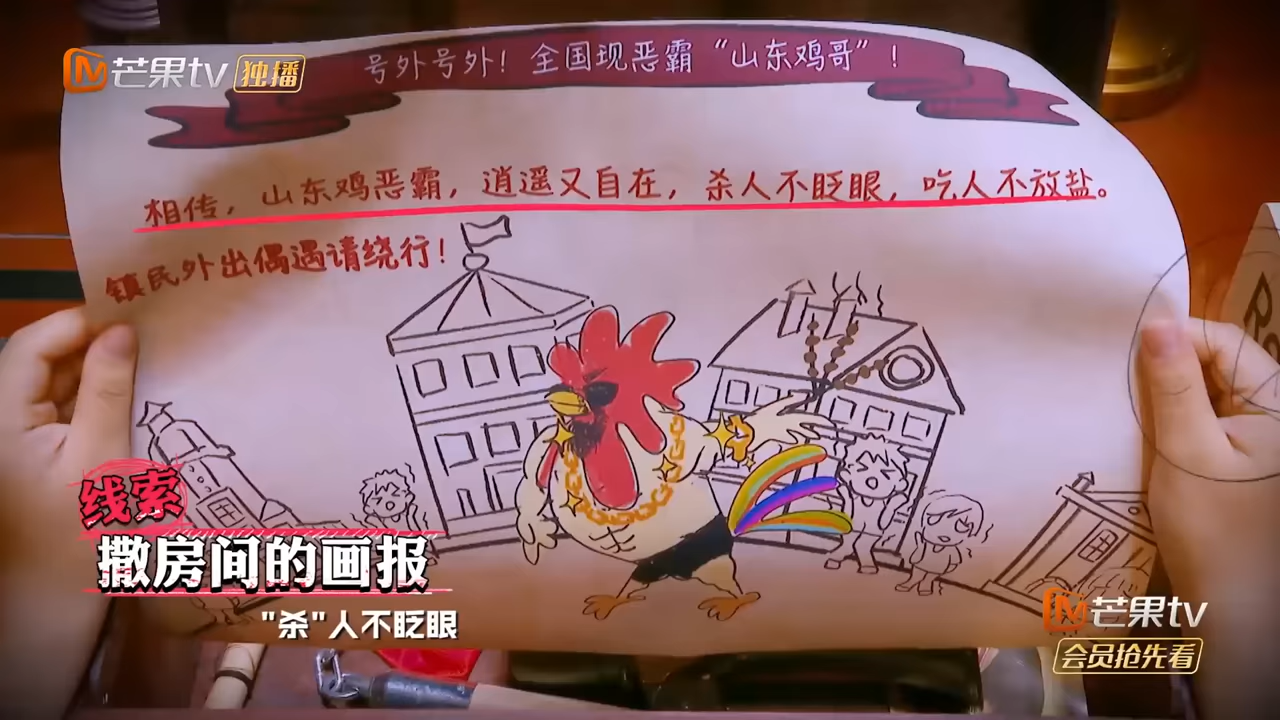 芒果tv 独播
号外号外！全国现恶霸“山东鸡哥”！
相传，山东鸡恶霸，逍遥又自在，杀人不眨眼，吃人不放盐。
镇民外出偶遇请绕行！
线索
撒房间的画报
"杀"人不眨眼
芒果tv
会员抢先看